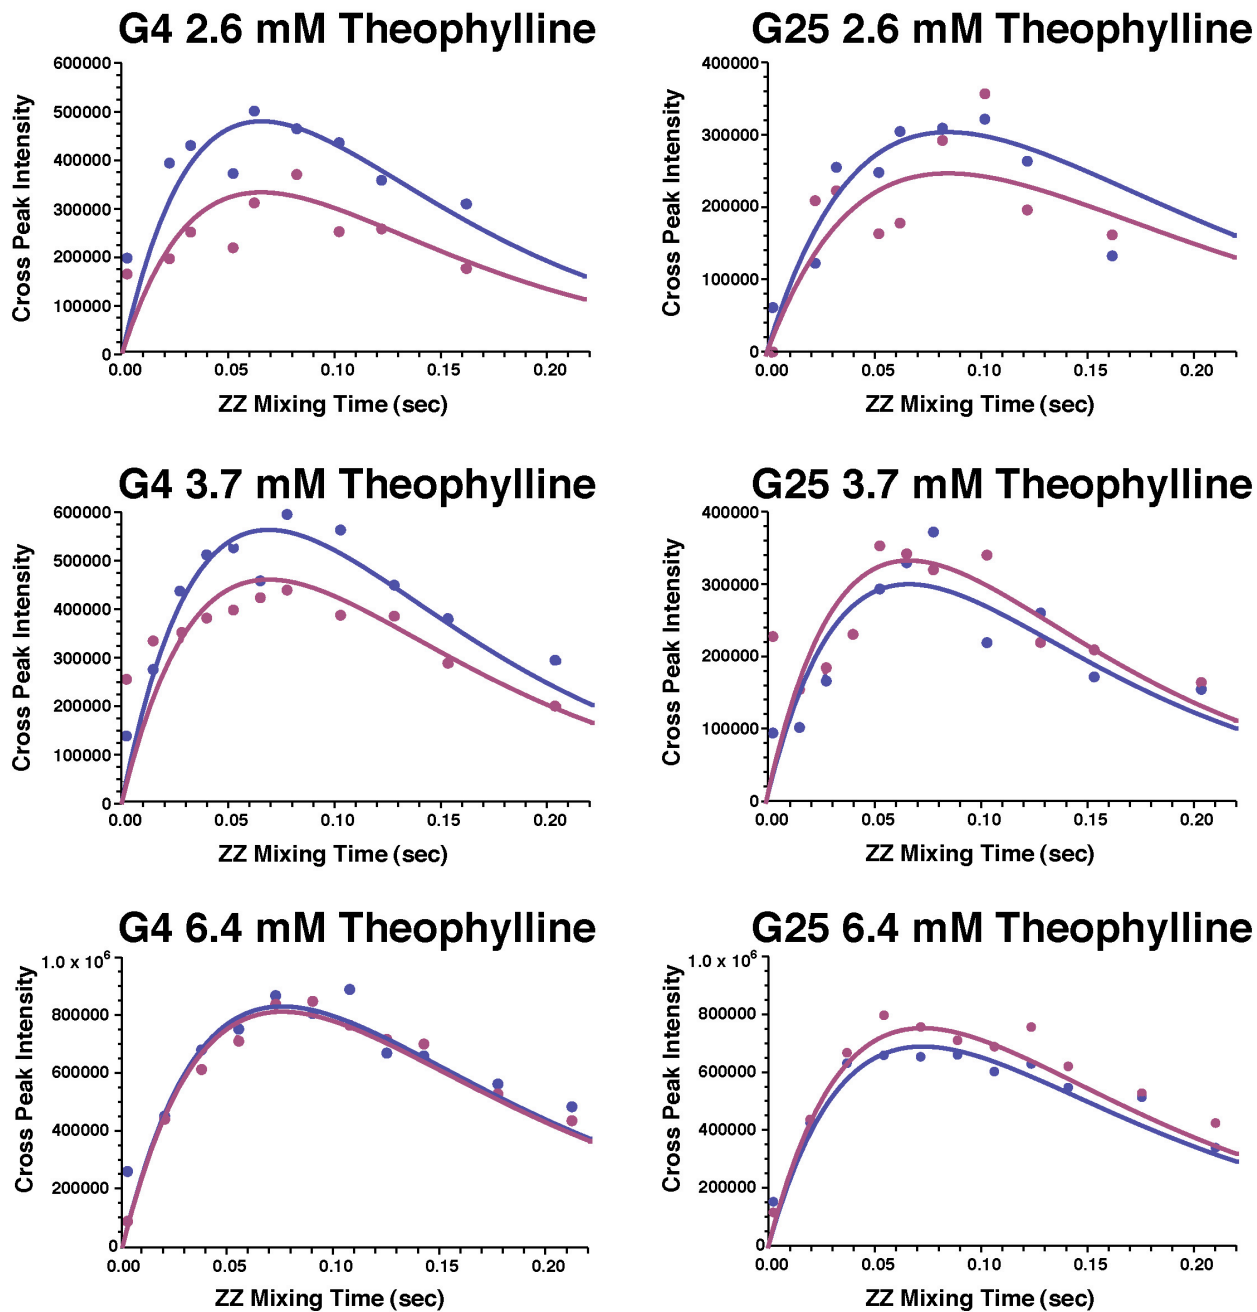 G4 2.6 mM Theophylline
600000
500000
400000
300000
200000
100000
0
Cross Peak Intensity
0.00 0.05 0.10 0.15 0.20
ZZ Mixing Time (sec)
G25 2.6 mM Theophylline
400000
300000
200000
100000
0
Cross Peak Intensity
0.00 0.05 0.10 0.15 0.20
ZZ Mixing Time (sec)
G4 3.7 mM Theophylline
600000
500000
400000
300000
200000
100000
0
Cross Peak Intensity
0.00 0.05 0.10 0.15 0.20
ZZ Mixing Time (sec)
G25 3.7 mM Theophylline
400000
300000
200000
100000
0
Cross Peak Intensity
0.00 0.05 0.10 0.15 0.20
ZZ Mixing Time (sec)
G4 6.4 mM Theophylline
1.0 x 10⁶
800000
600000
400000
200000
0
Cross Peak Intensity
0.00 0.05 0.10 0.15 0.20
ZZ Mixing Time (sec)
G25 6.4 mM Theophylline
1.0 x 10⁶
800000
600000
400000
200000
0
Cross Peak Intensity
0.00 0.05 0.10 0.15 0.20
ZZ Mixing Time (sec)